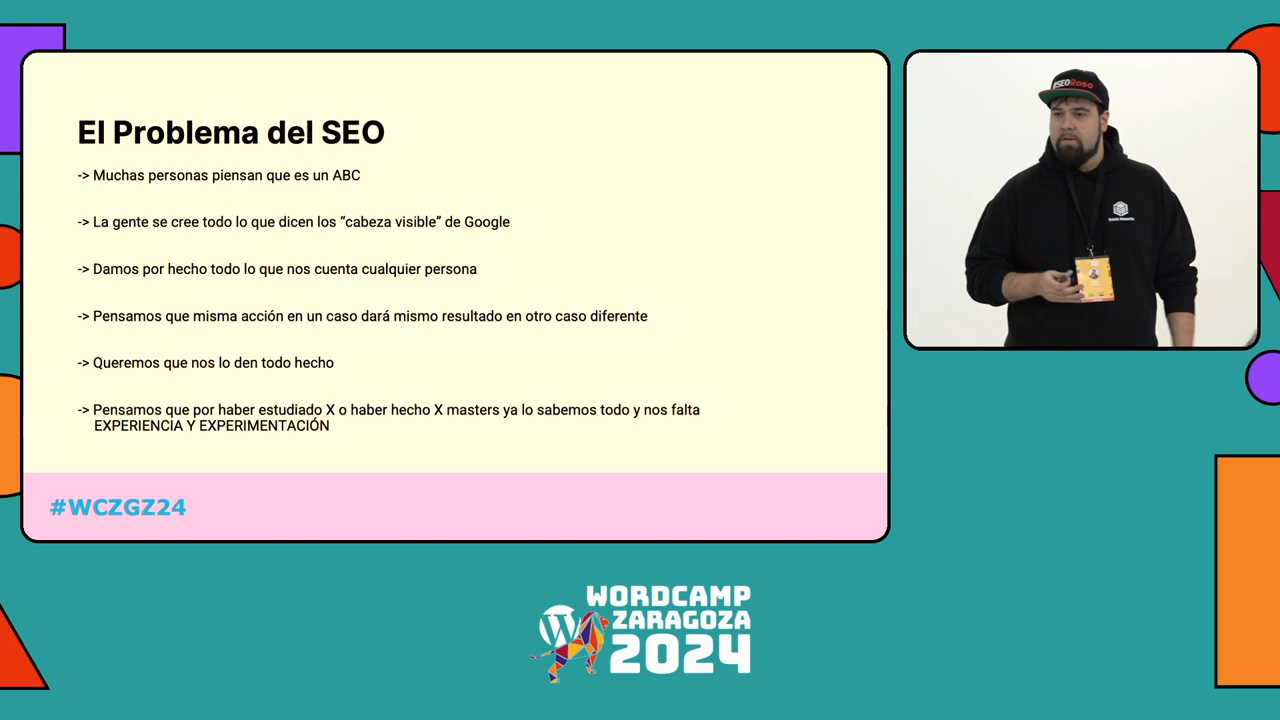 El Problema del SEO
-> Muchas personas piensan que es un ABC
-> La gente se cree todo lo que dicen los “cabeza visible” de Google
-> Damos por hecho todo lo que nos cuenta cualquier persona
-> Pensamos que misma acción en un caso dará mismo resultado en otro caso diferente
-> Queremos que nos lo den todo hecho
-> Pensamos que por haber estudiado X o haber hecho X masters ya lo sabemos todo y nos falta
EXPERIENCIA Y EXPERIMENTACIÓN
#WCZGZ24
#SEORosa
WORDCAMP
ZARAGOZA
2024